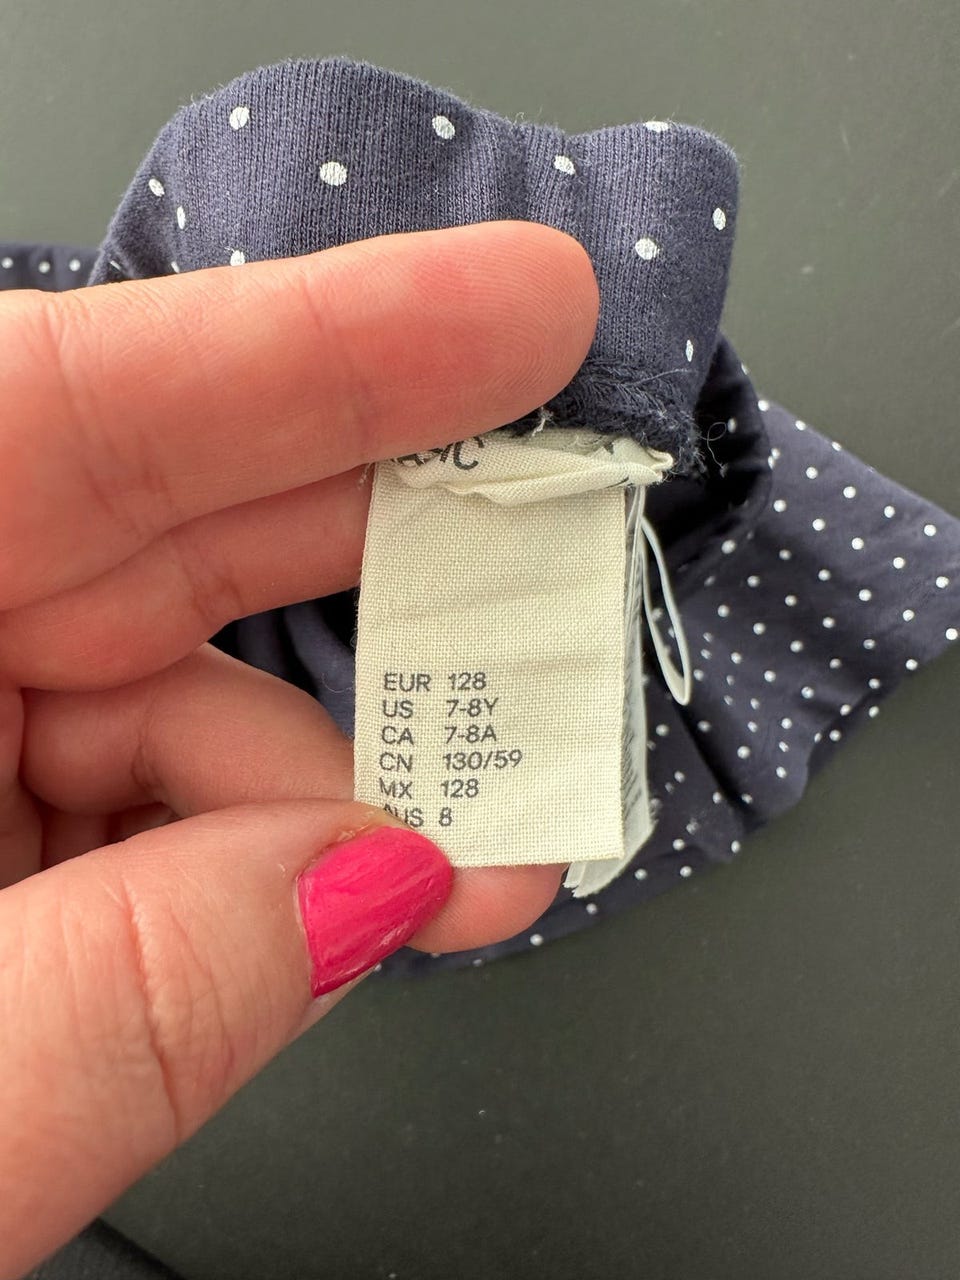 EUR 128
US 7-8Y
CA 7-8A
CN 130/59
MX 128
AUS 8